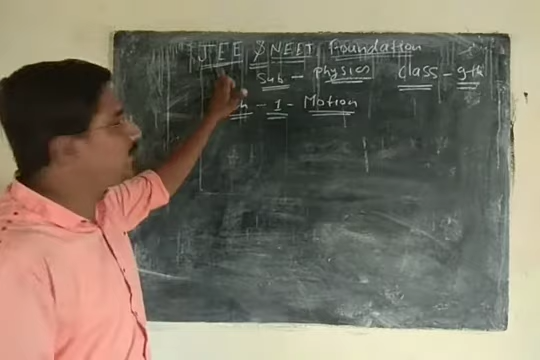 JEE & NEET Foundation
Sub - physics Class - 9th
h - 1 - Motion